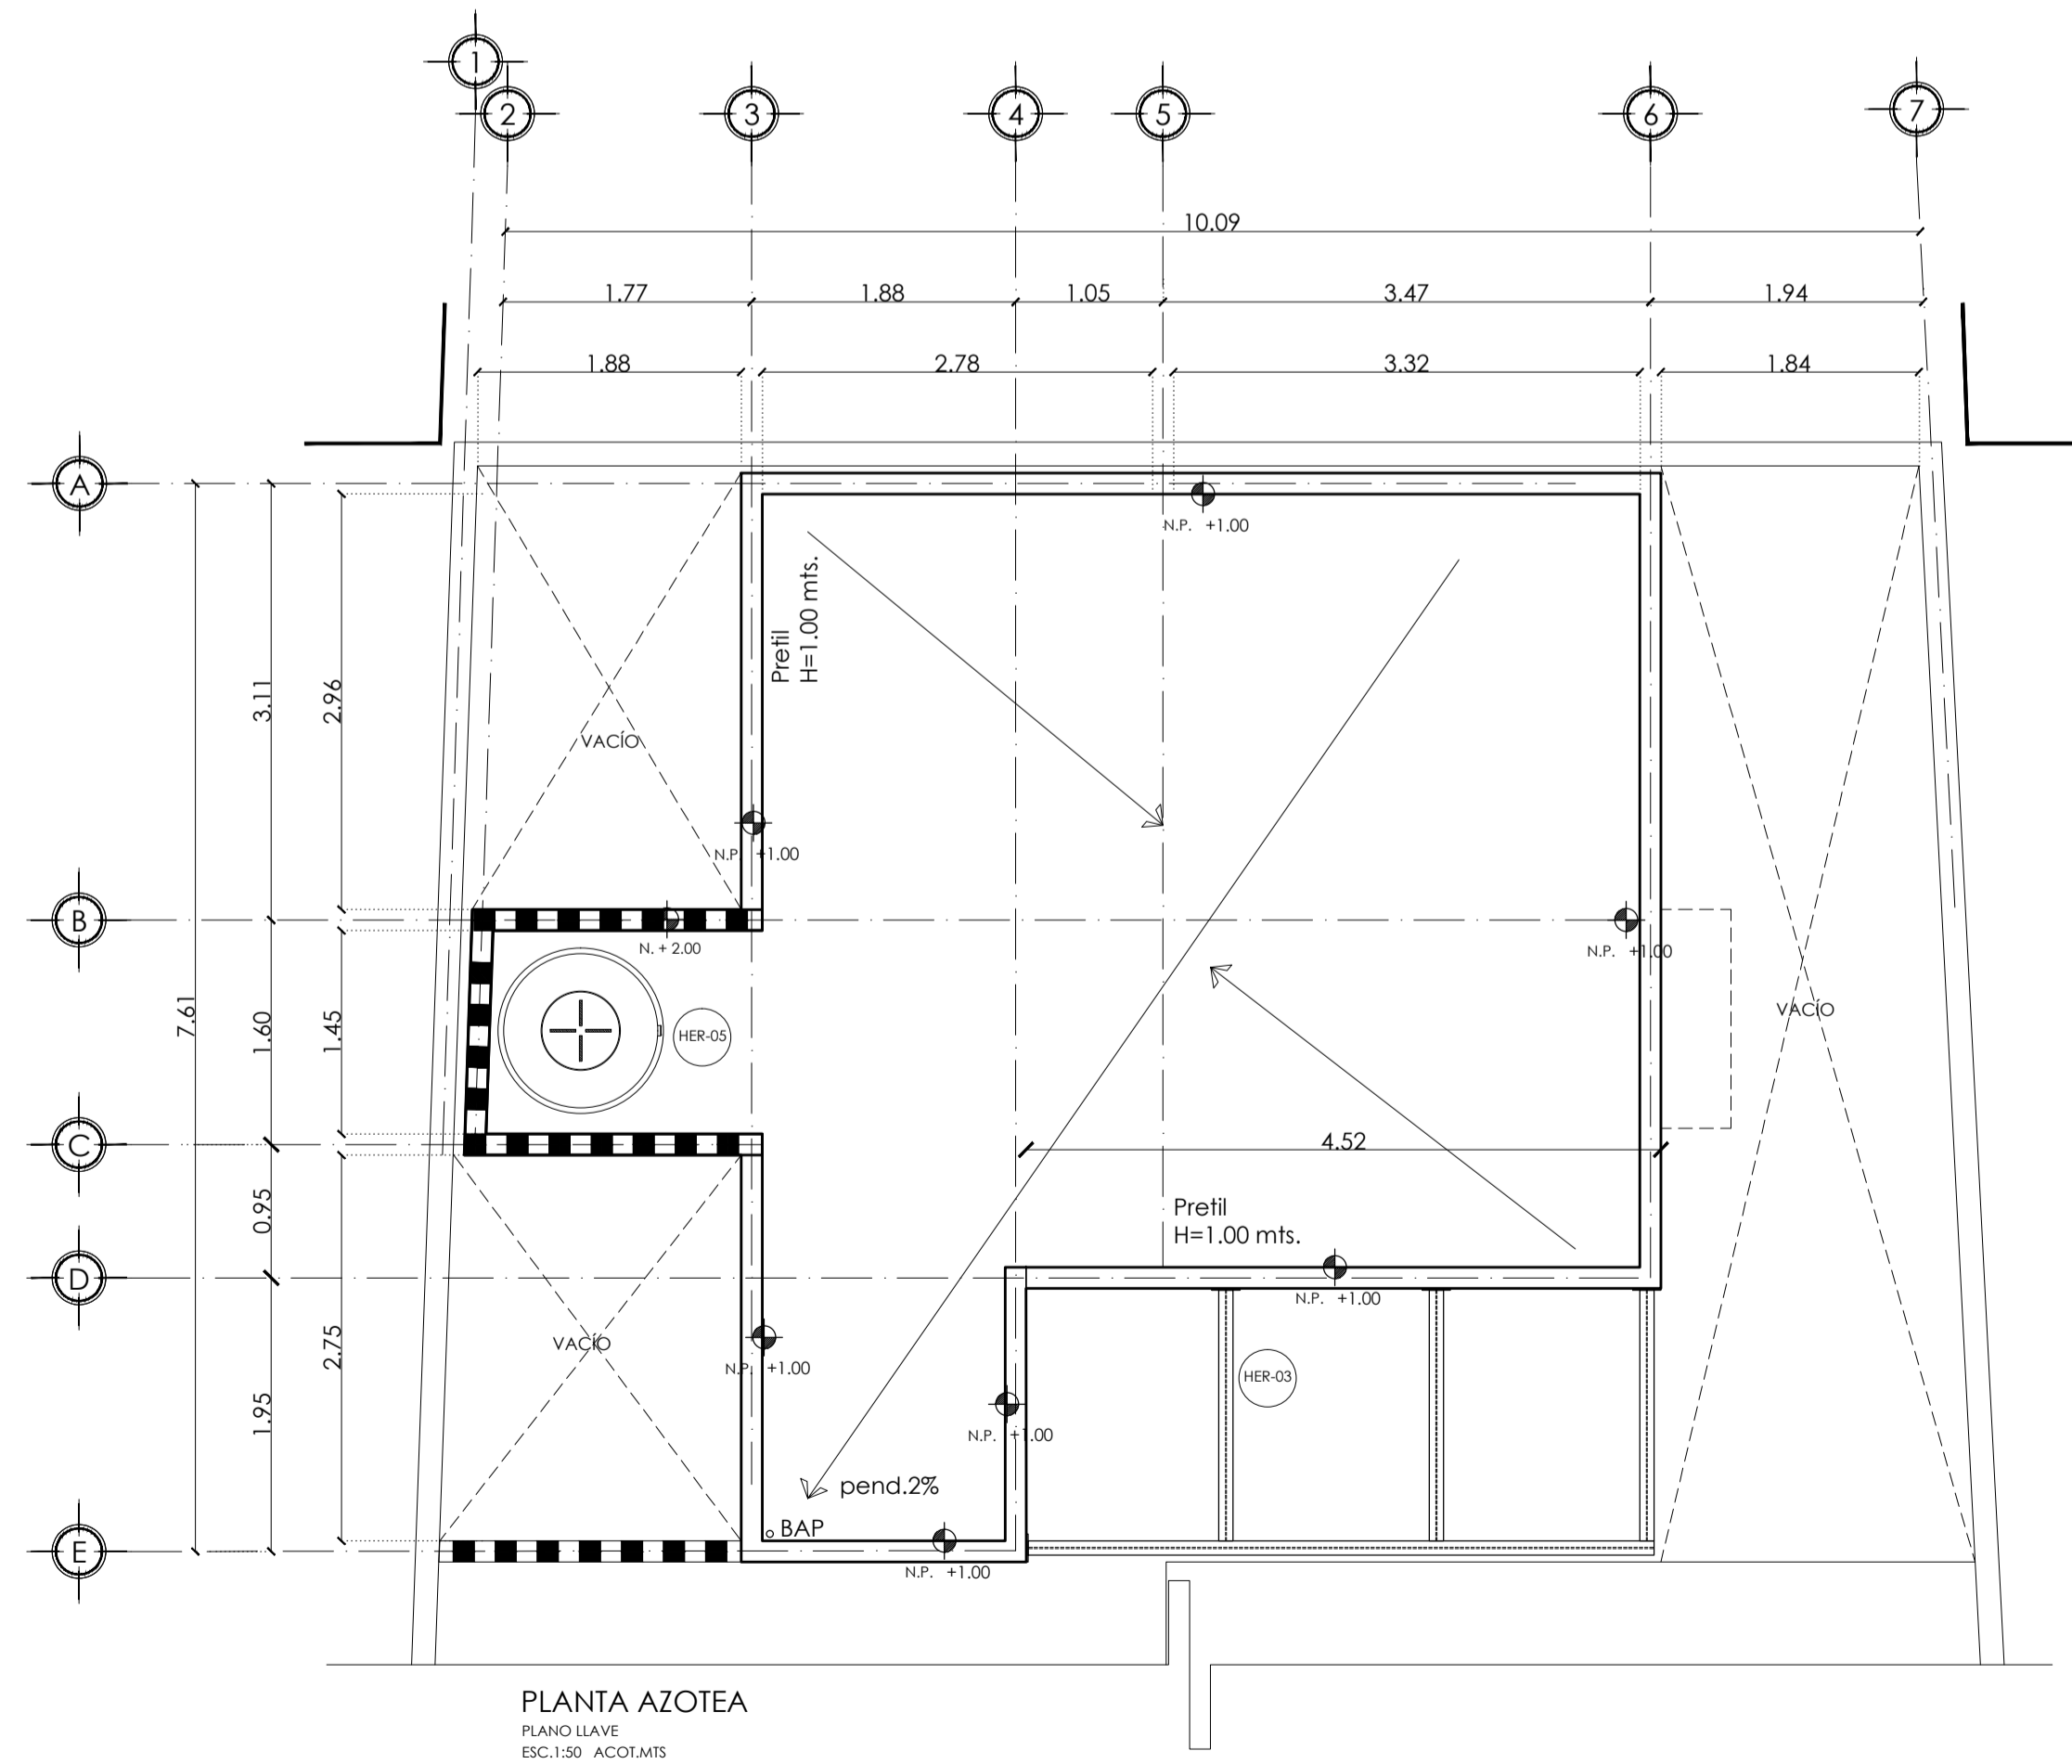 1
2
3
4
5
6
7
10.09
1.77
1.88
1.05
3.47
1.94
1.88
2.78
3.32
1.84
A
N.P. +1.00
Pretil
H=1.00 mts.
3.11
2.96
VACÍO
N.P. +1.00
B
N. + 2.00
N.P. +1.00
7.61
1.60
1.45
HER-05
VACÍO
C
4.52
0.95
Pretil
H=1.00 mts.
D
N.P. +1.00
2.75
VACÍO
N.P. +1.00
HER-03
1.95
N.P. +1.00
pend.2%
BAP
E
N.P. +1.00
PLANTA AZOTEA
PLANO LLAVE
ESC.1:50 ACOT.MTS